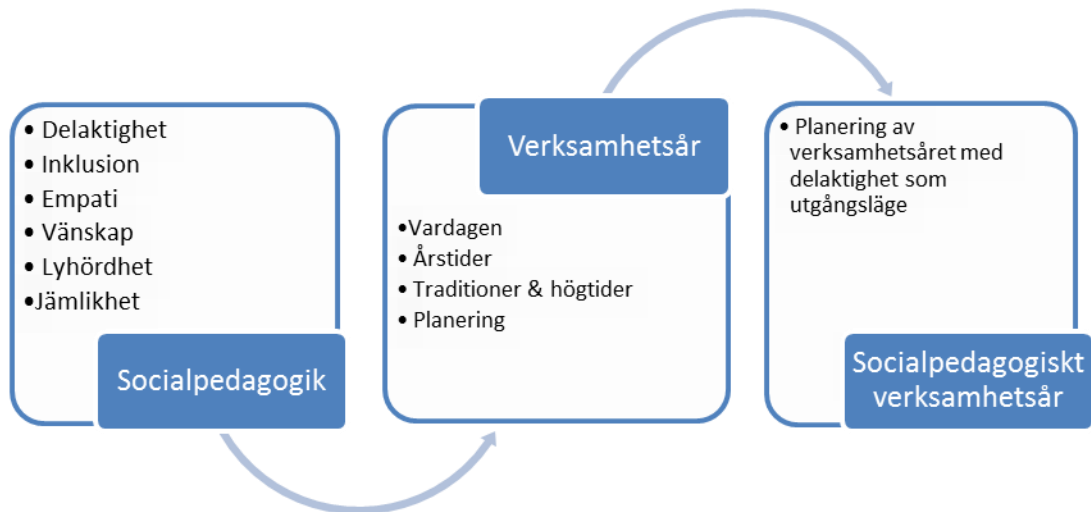 • Delaktighet
• Inklusion
• Empati
• Vänskap
• Lyhördhet
•Jämlikhet
Socialpedagogik
Verksamhetsår
•Vardagen
• Årstider
• Traditioner & högtider
• Planering
• Planering av
verksamhetsåret med
delaktighet som
utgångsläge
Socialpedagogiskt
verksamhetsår